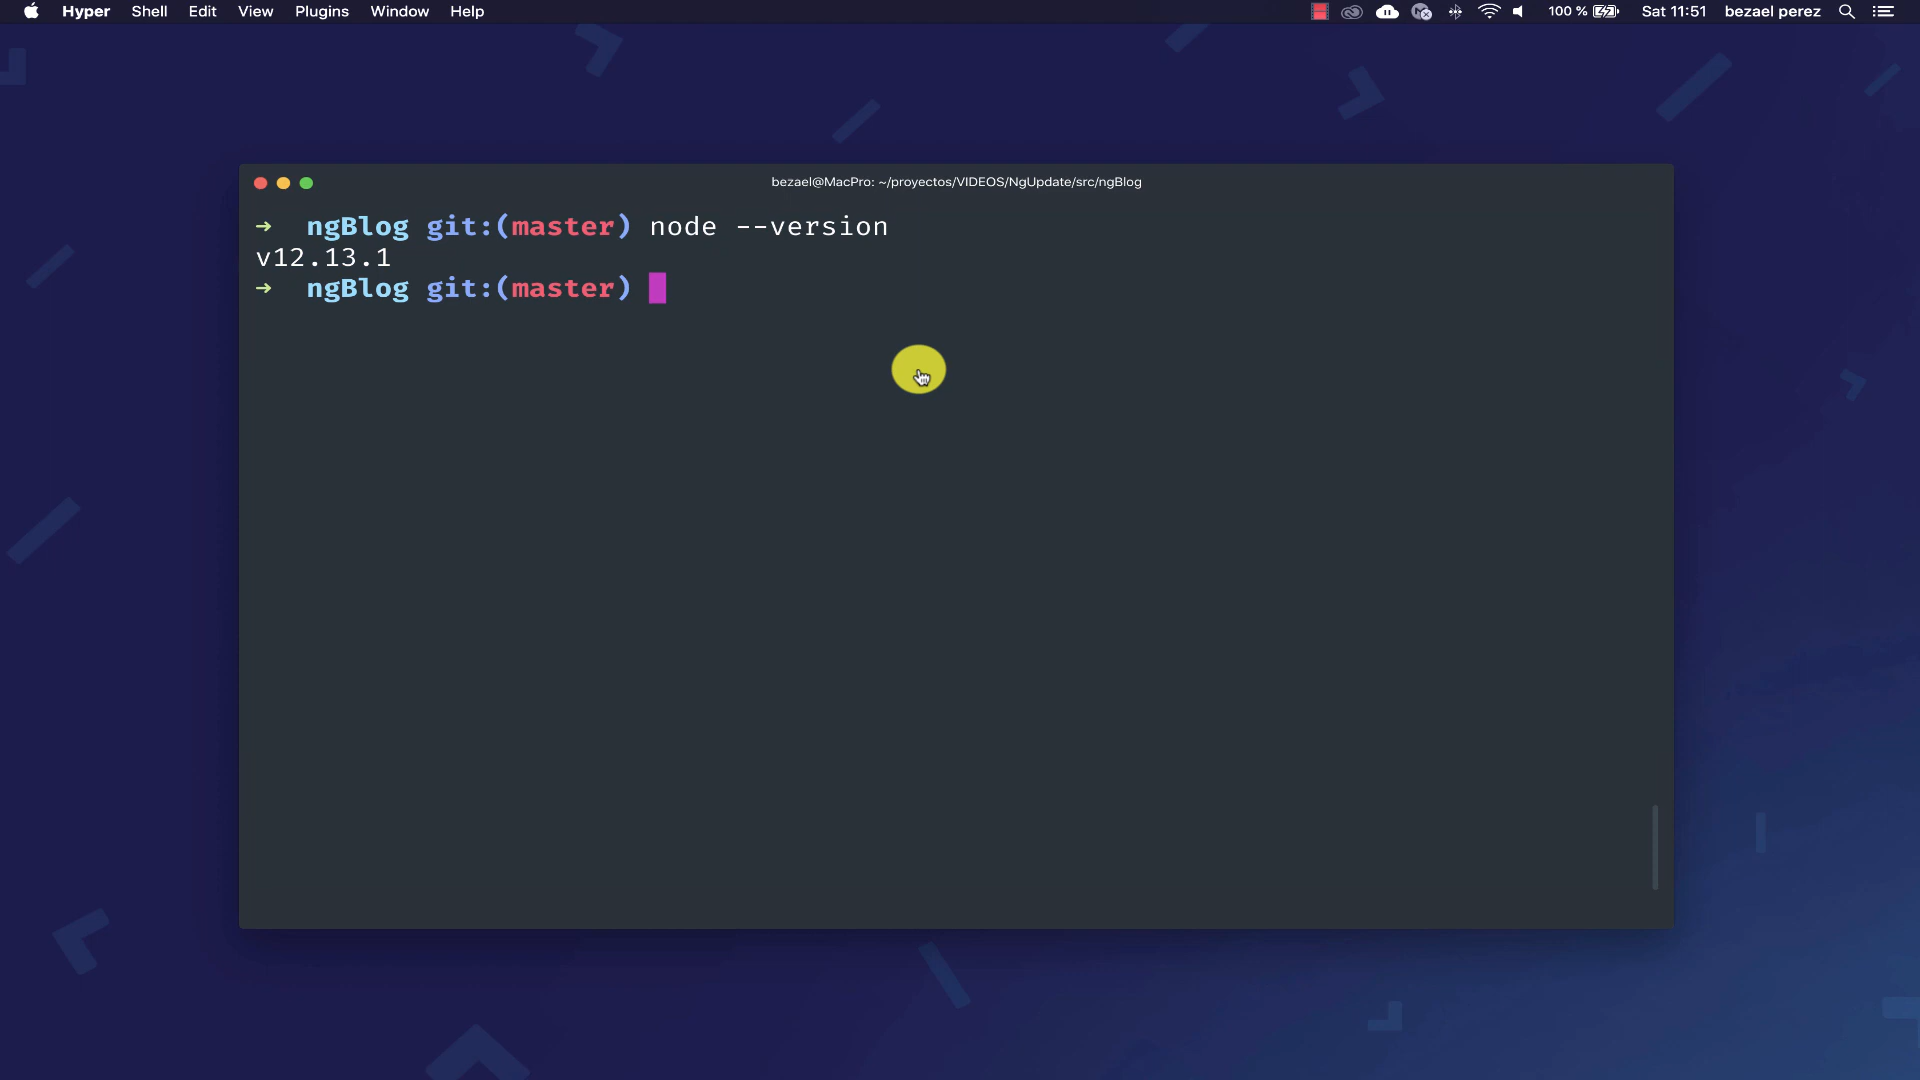 Hyper Shell Edit View Plugins Window Help 100 % Sat 11:51 bezael perez
bezael@MacPro: ~/proyectos/VIDEOS/NgUpdate/src/ngBlog
➜ ngBlog git:(master) node --version
v12.13.1
➜ ngBlog git:(master)